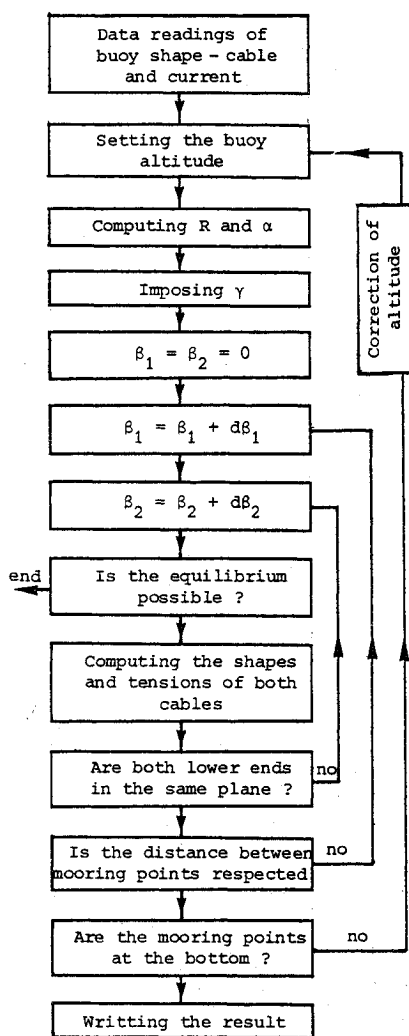 Data readings of
buoy shape - cable
and current
Setting the buoy
altitude
Correction of
altitude
Computing R and α
Imposing γ
β₁ = β₂ = 0
β₁ = β₁ + dβ₁
β₂ = β₂ + dβ₂
end
Is the equilibrium
possible ?
Computing the shapes
and tensions of both
cables
Are both lower ends
in the same plane ?
no
Is the distance between
mooring points respected
no
Are the mooring points
at the bottom ?
no
Writting the result